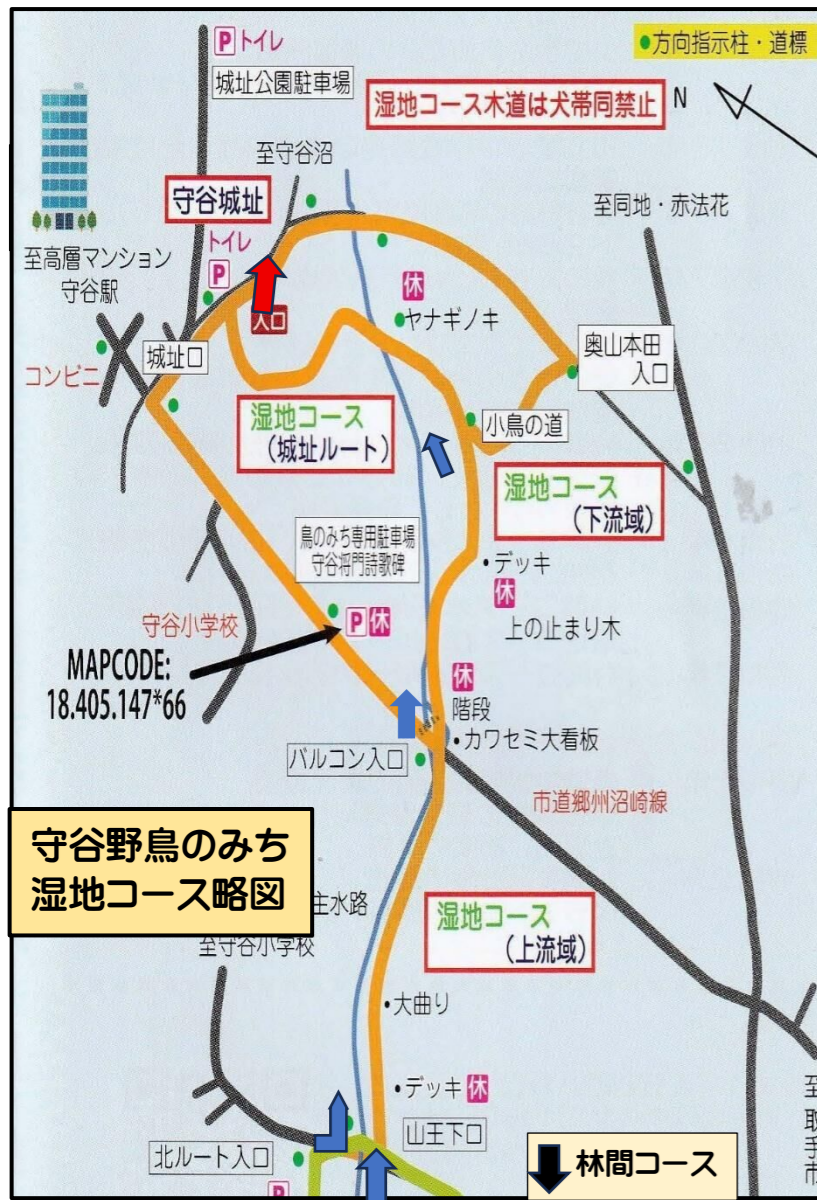 Pトイレ
●方向指示柱・道標
城址公園駐車場
湿地コース木道は犬帯同禁止
N
至守谷沼
守谷城址
至同地・赤法花
トイレ
P
至高層マンション
守谷駅
休
ヤナギノキ
入口
奥山本田
入口
城址口
コンビニ
湿地コース
(城址ルート)
小鳥の道
湿地コース
(下流域)
鳥のみち専用駐車場
守谷将門詩歌碑
・デッキ
休
守谷小学校
P休
上の止まり木
MAPCODE:
18.405.147*66
休
階段
・カワセミ大看板
バルコン入口
市道郷州沼崎線
守谷野鳥のみち
湿地コース略図
主水路
湿地コース
(上流域)
至守谷小学校
・大曲り
・デッキ休
至
取
手
市
山王下口
北ルート入口
林間コース
P